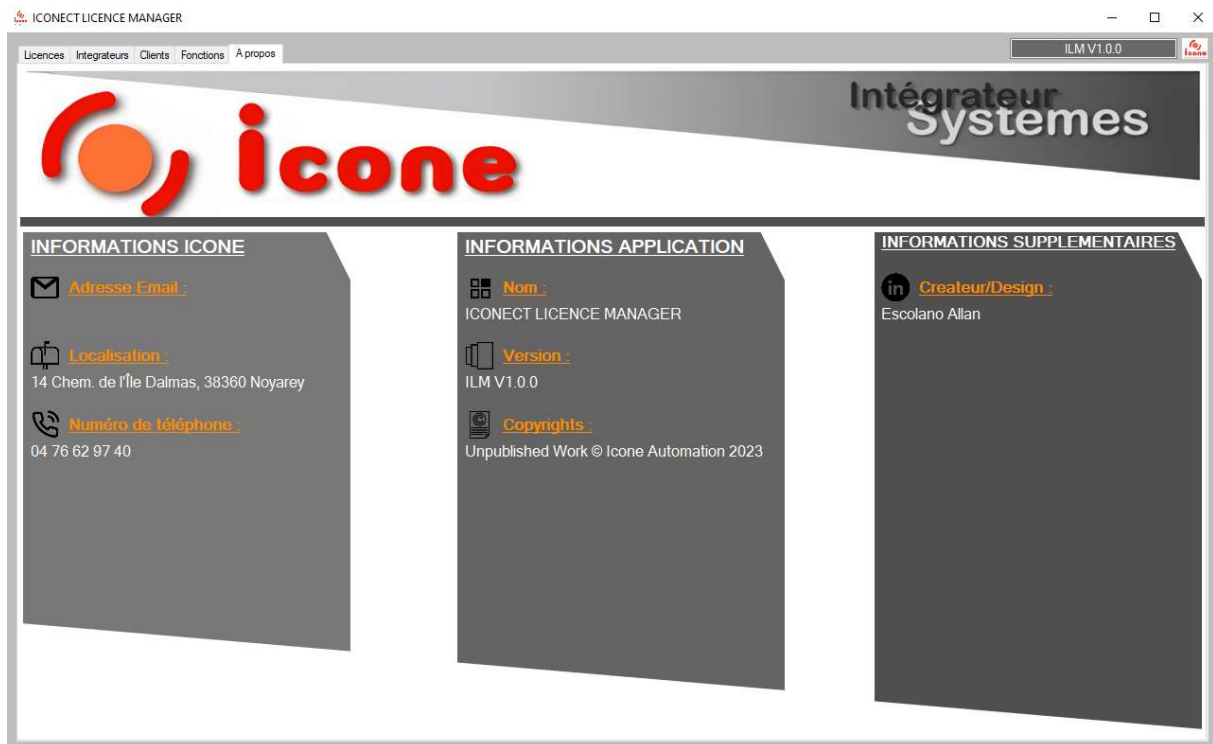 ICONECT LICENCE MANAGER
Licences Integrateurs Clients Fonctions A propos
ILM V1.0.0
icone
icone
Intégrateur
Systèmes
INFORMATIONS ICONE
Adresse Email :
Localisation :
14 Chem. de l'Île Dalmas, 38360 Noyarey
Numéro de téléphone :
04 76 62 97 40
INFORMATIONS APPLICATION
Nom :
ICONECT LICENCE MANAGER
Version :
ILM V1.0.0
Copyrights :
Unpublished Work © Icone Automation 2023
INFORMATIONS SUPPLEMENTAIRES
in
Createur/Design :
Escolano Allan